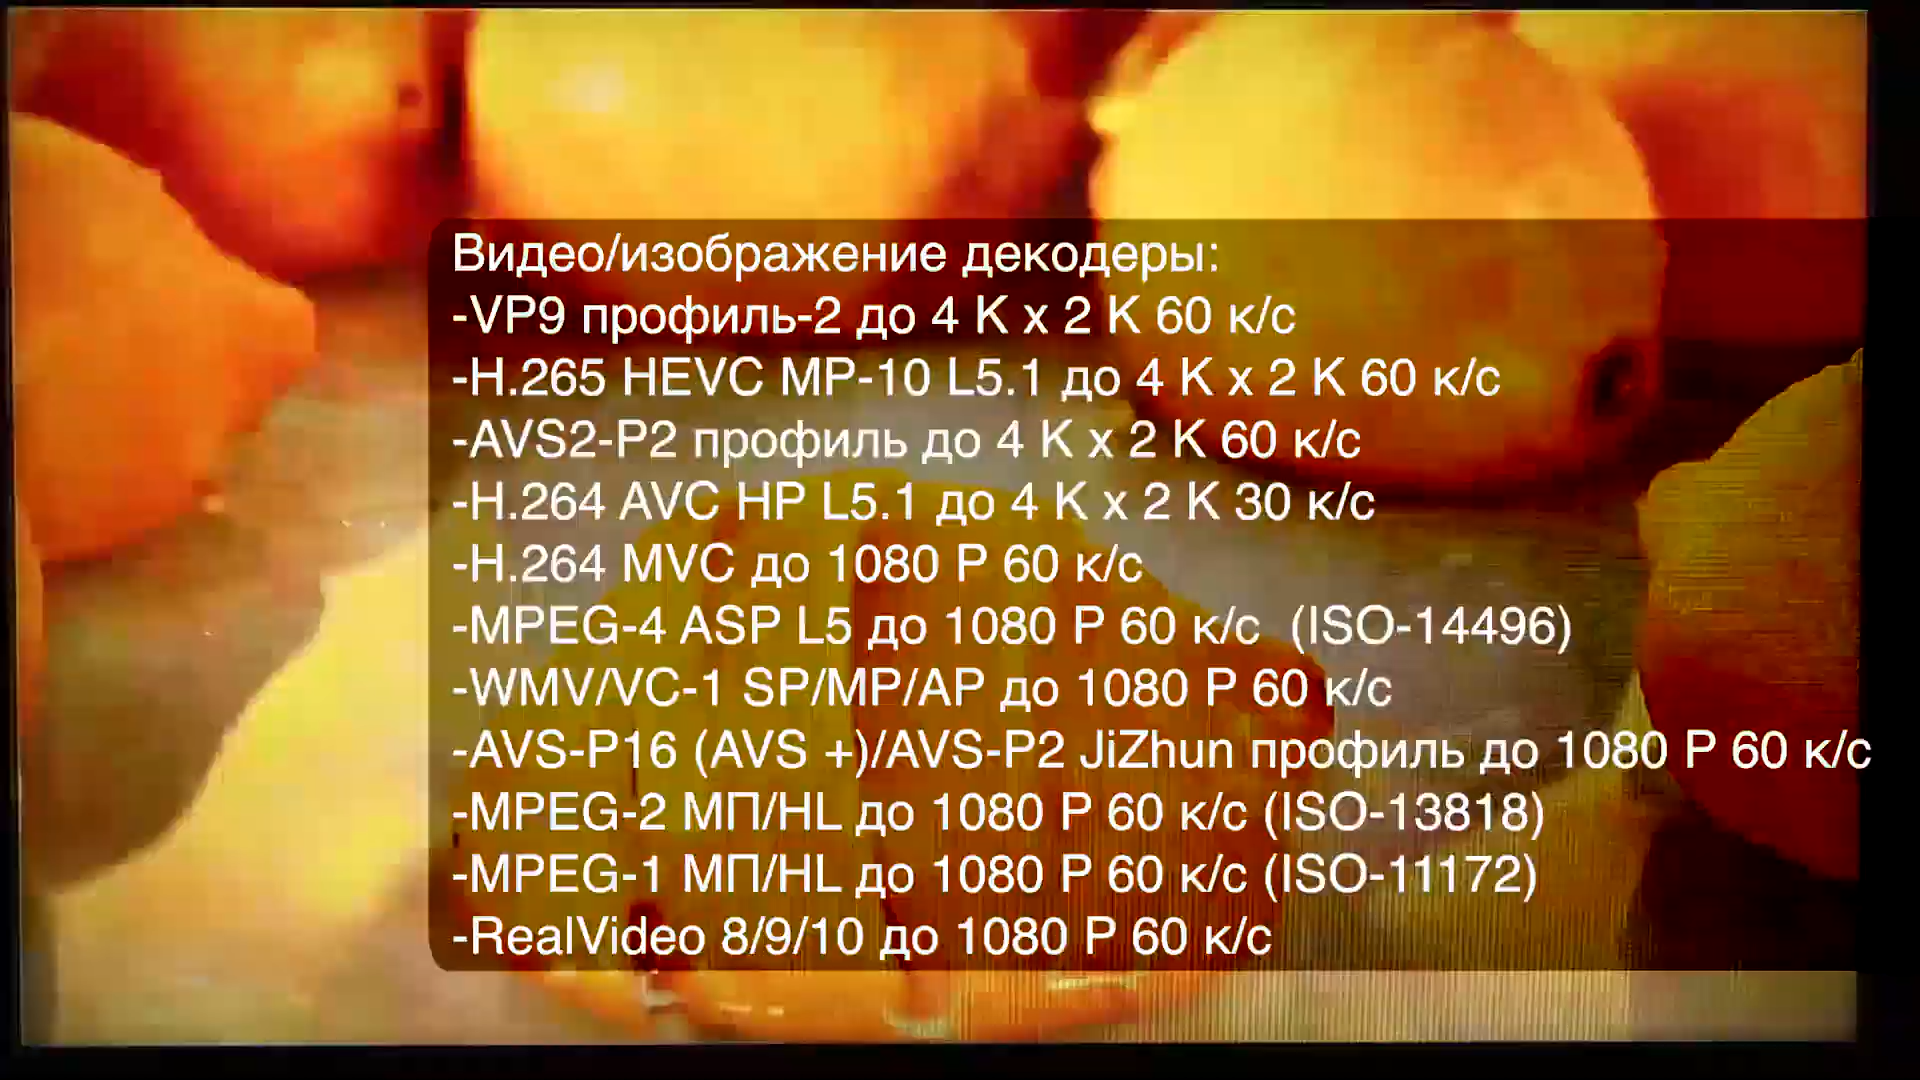 Видео/изображение декодеры:
-VP9 профиль-2 до 4 К x 2 К 60 к/с
-H.265 HEVC MP-10 L5.1 до 4 К x 2 К 60 к/с
-AVS2-P2 профиль до 4 К x 2 К 60 к/с
-H.264 AVC HP L5.1 до 4 К x 2 К 30 к/с
-H.264 MVC до 1080 P 60 к/с
-MPEG-4 ASP L5 до 1080 P 60 к/с  (ISO-14496)
-WMV/VC-1 SP/MP/AP до 1080 P 60 к/с
-AVS-P16 (AVS +)/AVS-P2 JiZhun профиль до 1080 P 60 к/с
-MPEG-2 МП/HL до 1080 P 60 к/с (ISO-13818)
-MPEG-1 МП/HL до 1080 P 60 к/с (ISO-11172)
-RealVideo 8/9/10 до 1080 P 60 к/с